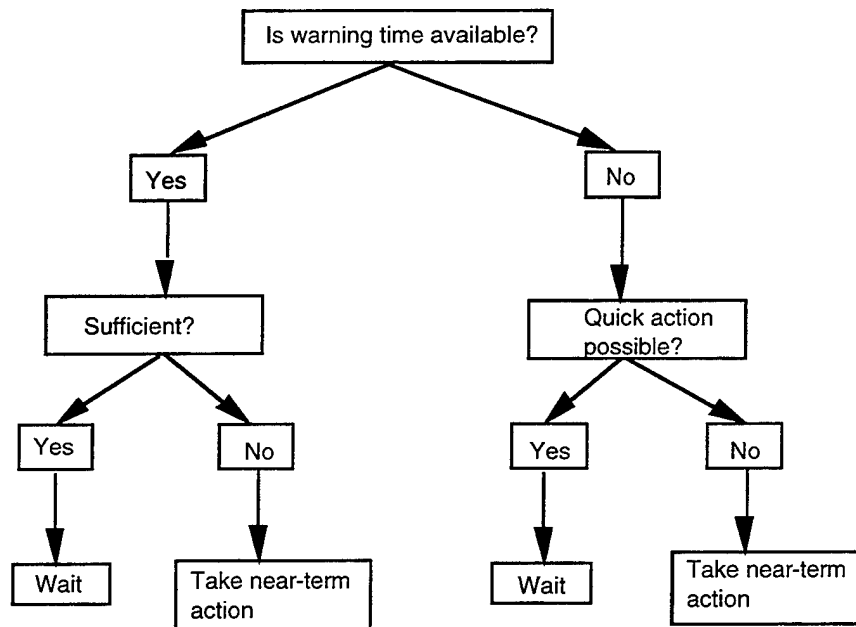 Is warning time available?
Yes
No
Sufficient?
Quick action
possible?
Yes
No
Yes
No
Wait
Take near-term
action
Wait
Take near-term
action